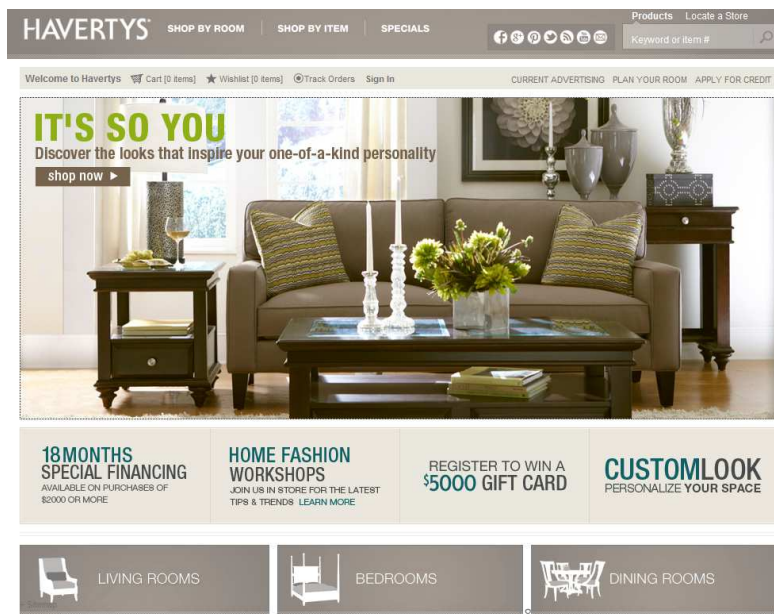 HAVERTYS
SHOP BY ROOM
SHOP BY ITEM
SPECIALS
Products Locate a Store
Keyword or item #
Welcome to Havertys Cart [0 items] Wishlist [0 items] Track Orders Sign In
CURRENT ADVERTISING PLAN YOUR ROOM APPLY FOR CREDIT
IT'S SO YOU
Discover the looks that inspire your one-of-a-kind personality
shop now
18 MONTHS
SPECIAL FINANCING
AVAILABLE ON PURCHASES OF
$2000 OR MORE
HOME FASHION
WORKSHOPS
JOIN US IN STORE FOR THE LATEST
TIPS & TRENDS LEARN MORE
REGISTER TO WIN A
$5000 GIFT CARD
CUSTOMLOOK
PERSONALIZE YOUR SPACE
LIVING ROOMS
BEDROOMS
DINING ROOMS